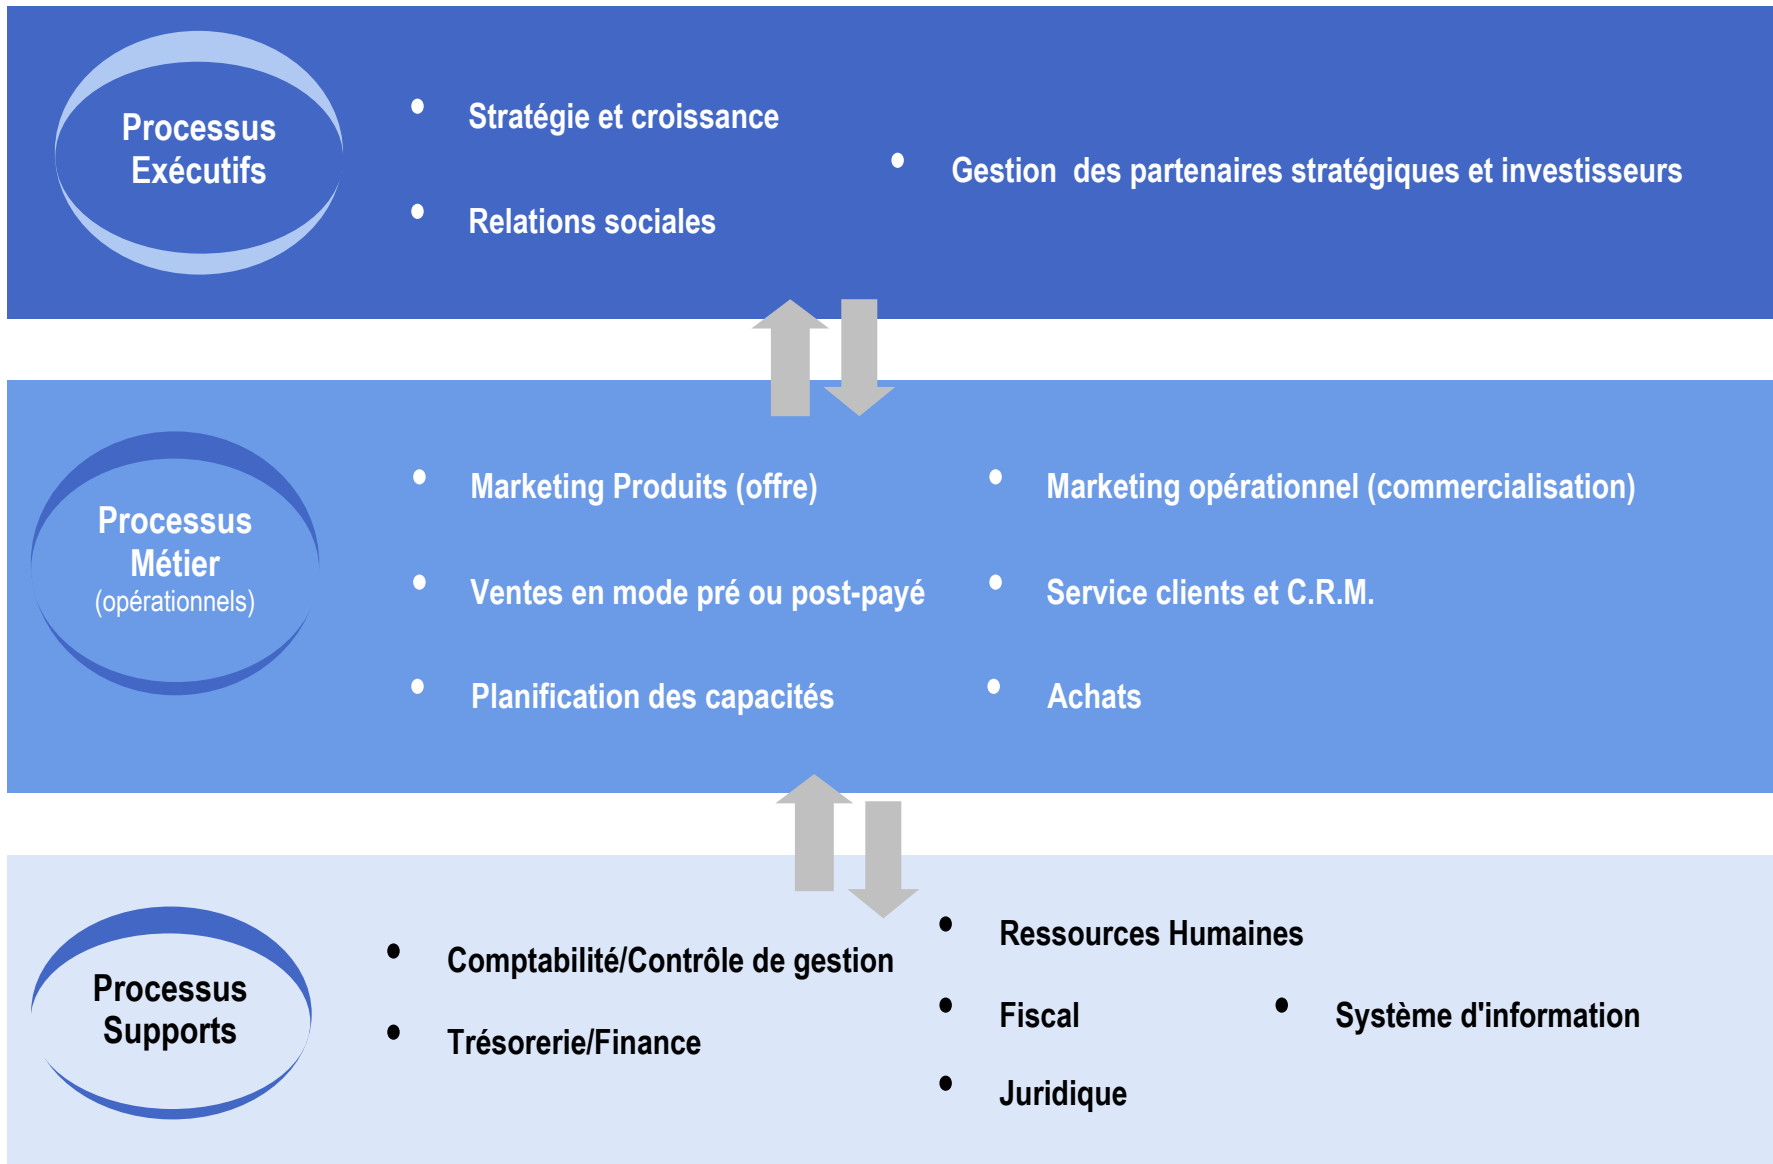 Processus
Exécutifs
• Stratégie et croissance
• Relations sociales
• Gestion  des partenaires stratégiques et investisseurs
Processus
Métier
(opérationnels)
• Marketing Produits (offre)
• Marketing opérationnel (commercialisation)
• Ventes en mode pré ou post-payé
• Service clients et C.R.M.
• Planification des capacités
• Achats
Processus
Supports
• Comptabilité/Contrôle de gestion
• Trésorerie/Finance
• Ressources Humaines
• Fiscal
• Juridique
• Système d'information